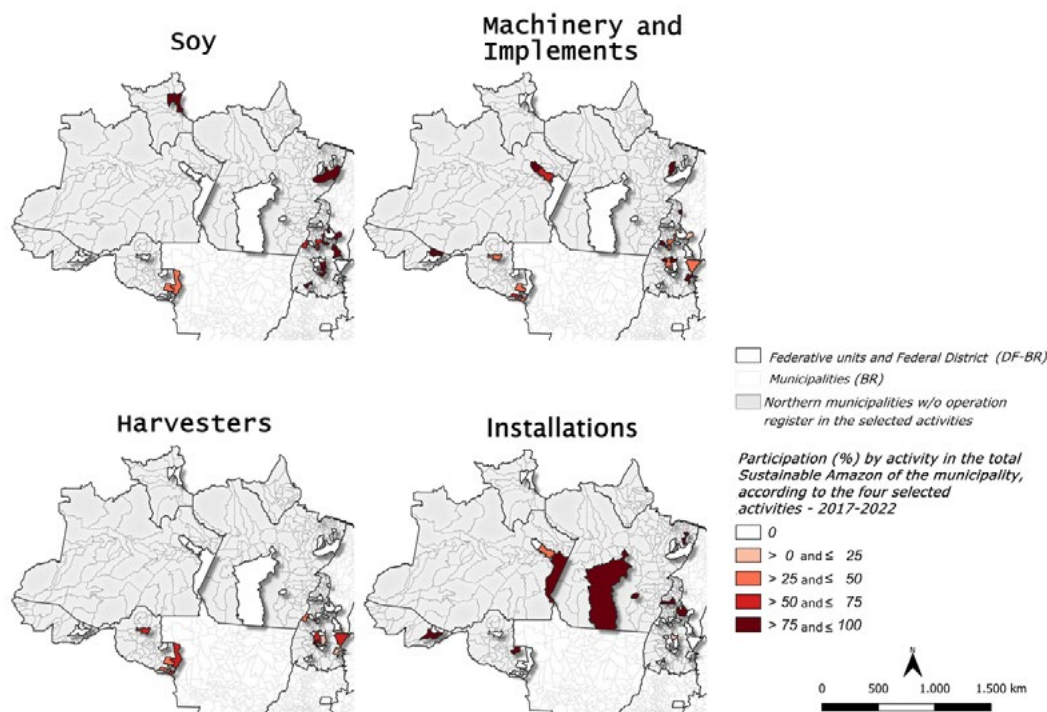 Soy
Machinery and
Implements
Harvesters
Installations
Federative units and Federal District (DF-BR)
Municipalities (BR)
Northern municipalities w/o operation
register in the selected activities
Participation (%) by activity in the total
Sustainable Amazon of the municipality,
according to the four selected
activities - 2017-2022
0
> 0 and ≤ 25
> 25 and ≤ 50
> 50 and ≤ 75
> 75 and ≤ 100
N
0 500 1.000 1.500 km